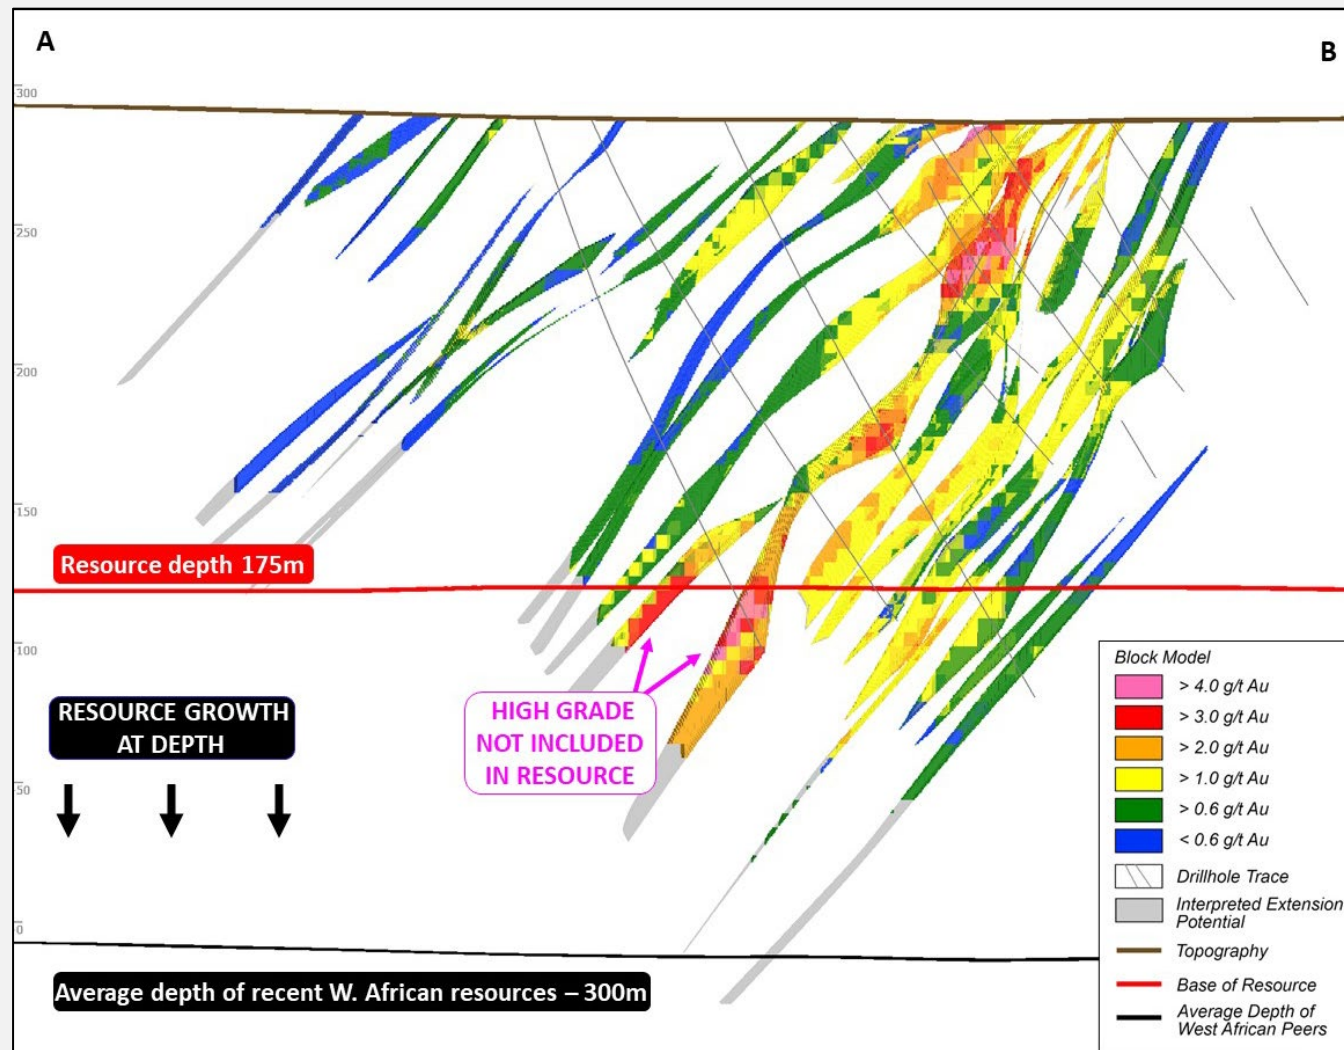 A
B
300
250
200
150
Resource depth 175m
100
RESOURCE GROWTH
AT DEPTH
HIGH GRADE
NOT INCLUDED
IN RESOURCE
50
0
Average depth of recent W. African resources – 300m
Block Model
> 4.0 g/t Au
> 3.0 g/t Au
> 2.0 g/t Au
> 1.0 g/t Au
> 0.6 g/t Au
< 0.6 g/t Au
Drillhole Trace
Interpreted Extension
Potential
Topography
Base of Resource
Average Depth of
West African Peers